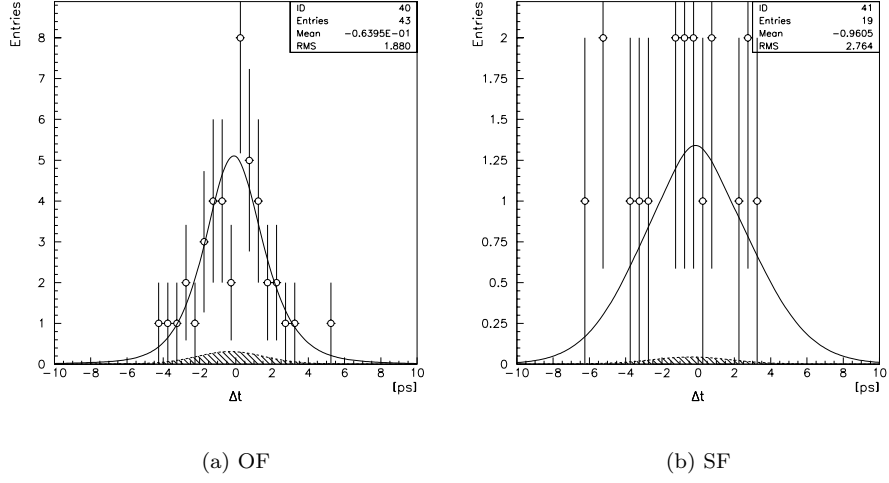 ID 40
Entries 43
Mean -0.6395E-01
RMS 1.880
Entries
8
7
6
5
4
3
2
1
0
-10 -8 -6 -4 -2 0 2 4 6 8 10
Δt
[ps]
(a) OF
ID 41
Entries 19
Mean -0.9605
RMS 2.764
Entries
2
1.75
1.5
1.25
1
0.75
0.5
0.25
0
-10 -8 -6 -4 -2 0 2 4 6 8 10
Δt
[ps]
(b) SF